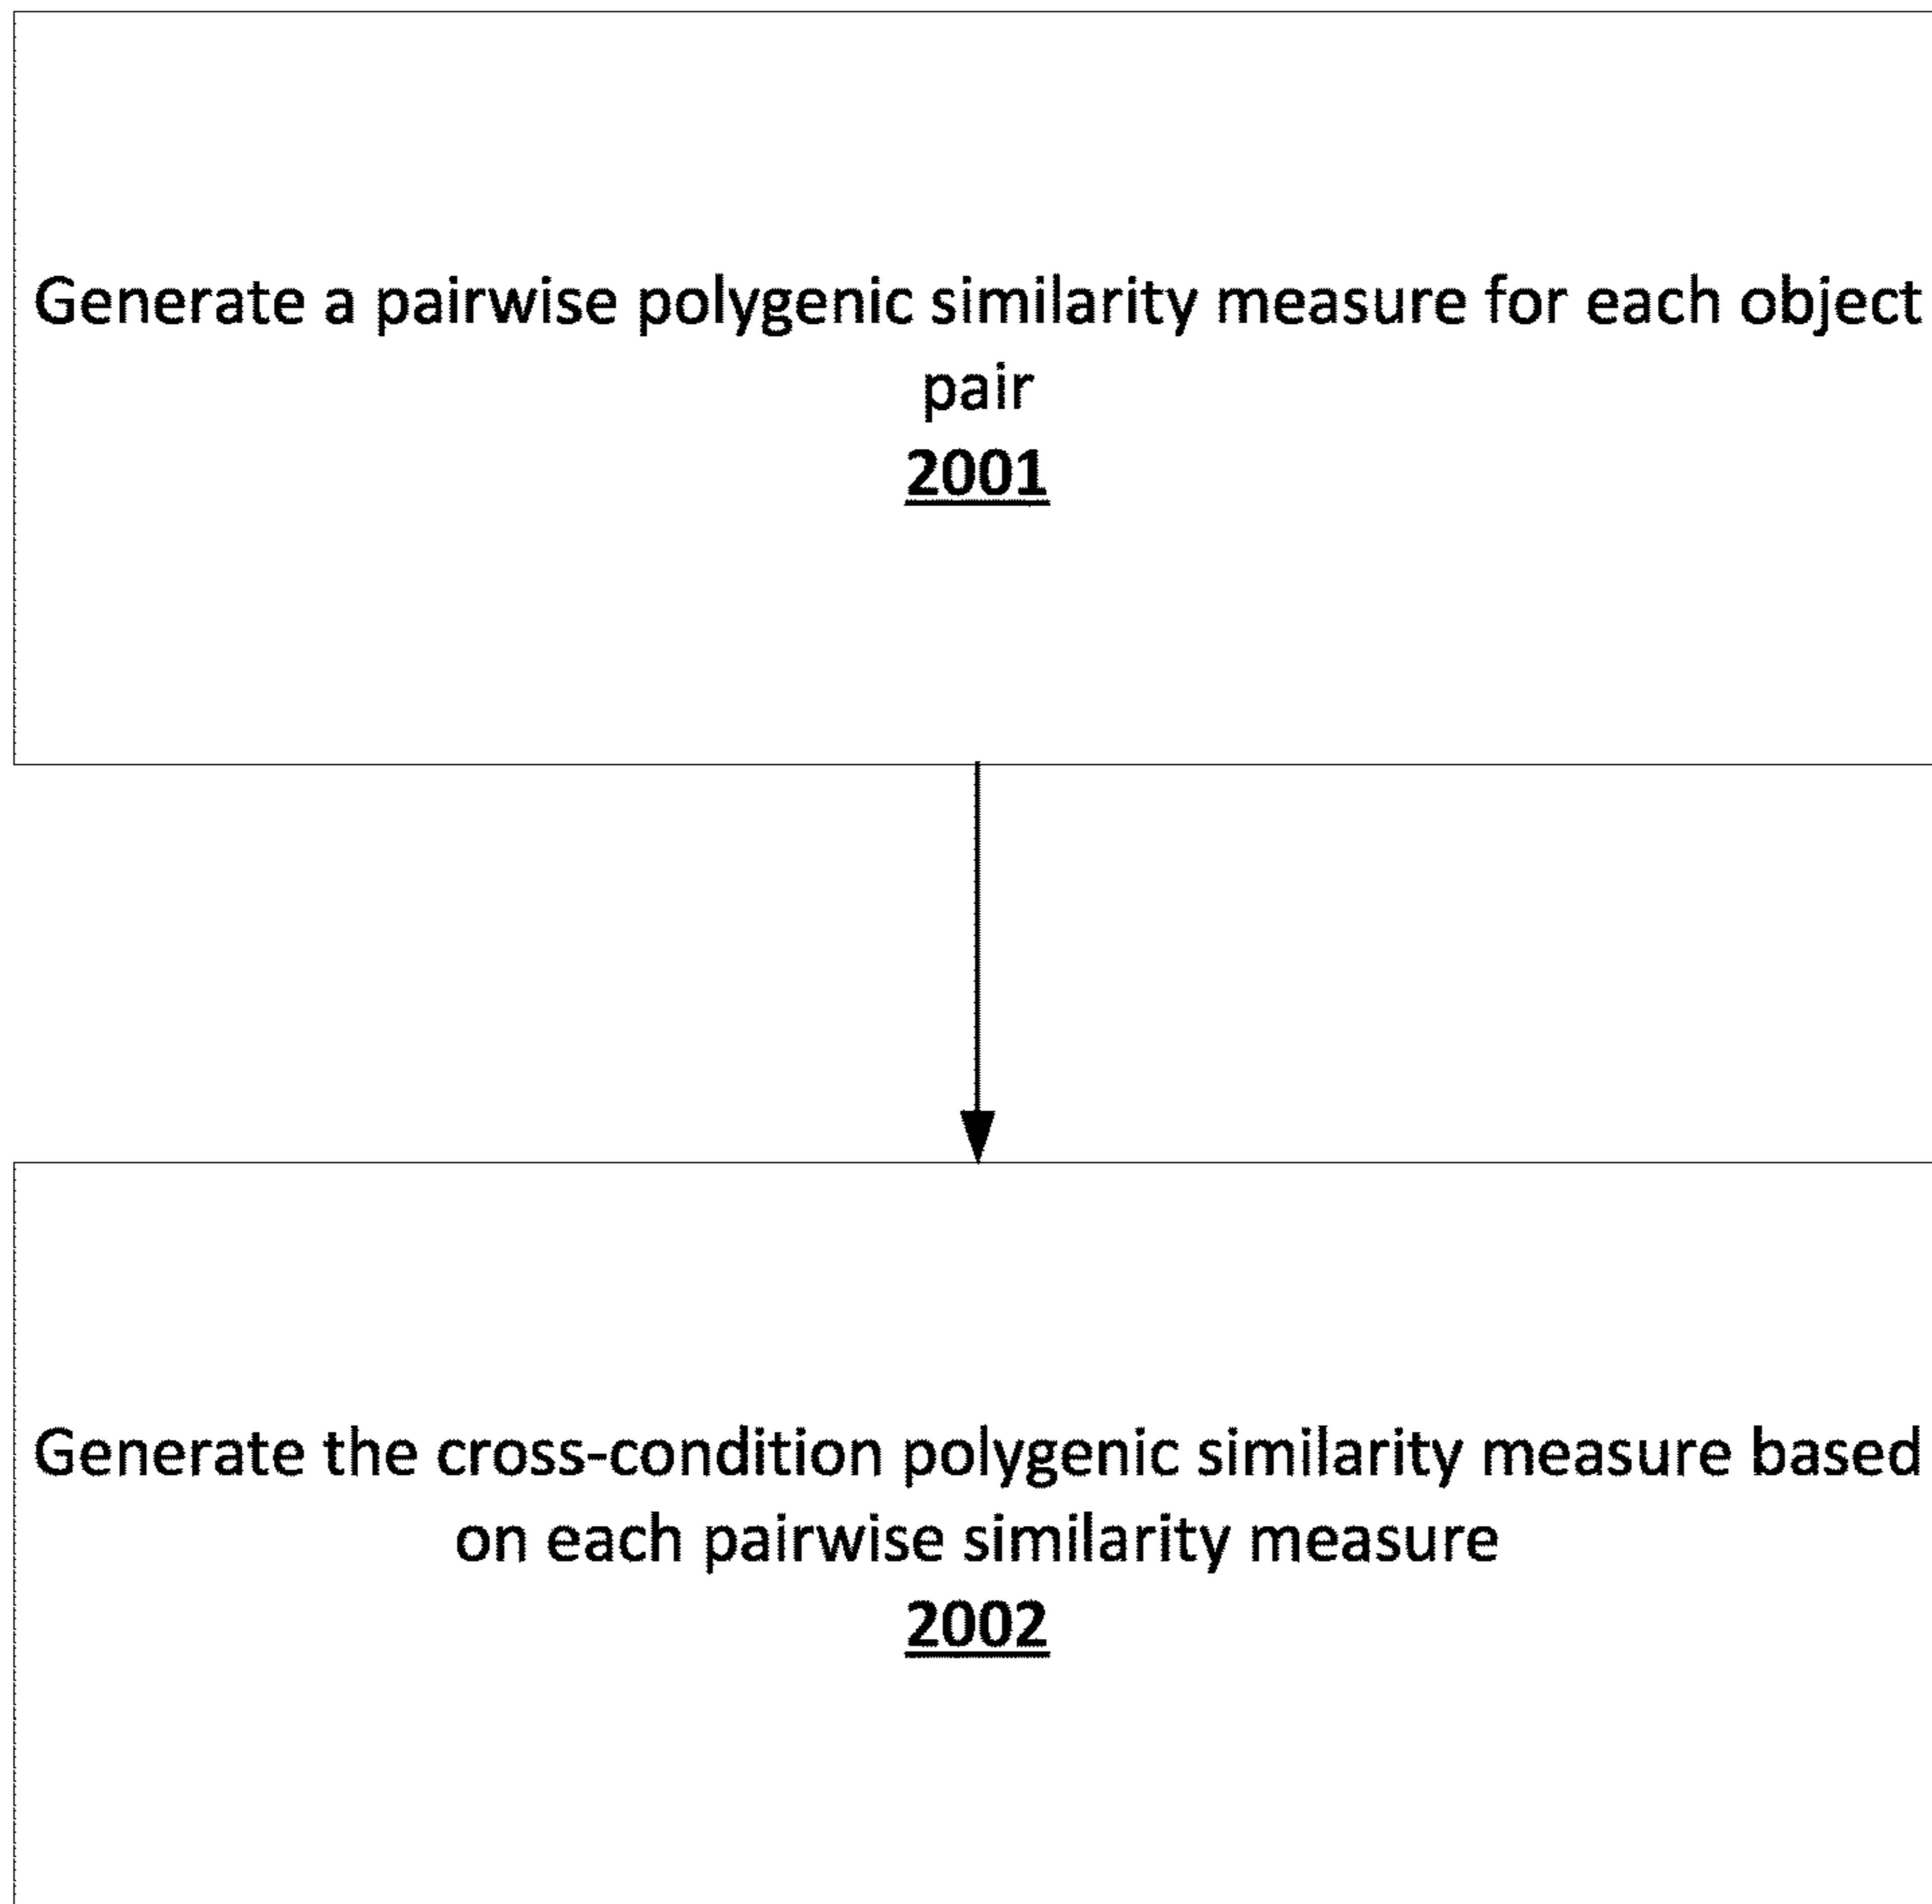 Generate a pairwise polygenic similarity measure for each object
pair
2001
Generate the cross-condition polygenic similarity measure based
on each pairwise similarity measure
2002